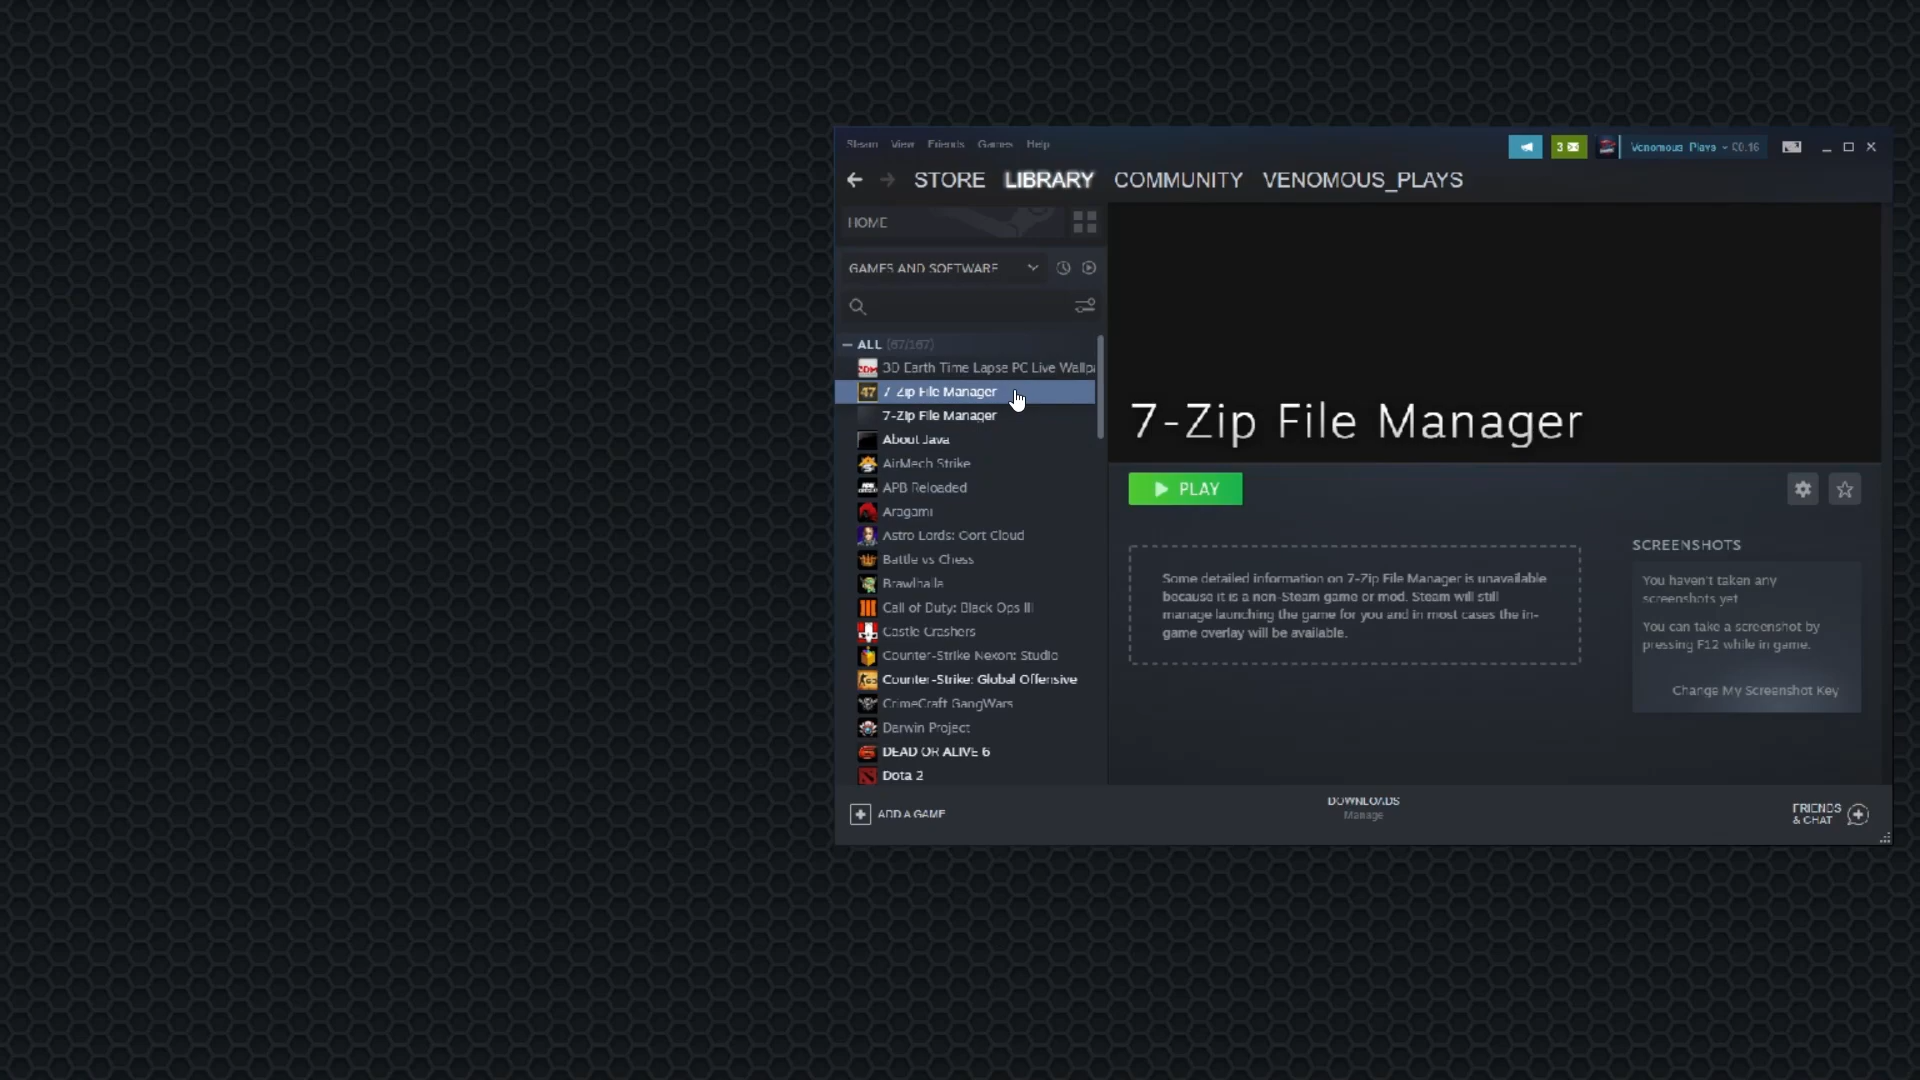 Steam View Friends Games Help
3
Venomous_Plays £0.16
STORE LIBRARY COMMUNITY VENOMOUS_PLAYS
HOME
GAMES AND SOFTWARE
ALL (67/167)
3D Earth Time Lapse PC Live Wallpa
7-Zip File Manager
7-Zip File Manager
About Java
AirMech Strike
APB Reloaded
Aragami
Astro Lords: Oort Cloud
Battle vs Chess
Brawlhalla
Call of Duty: Black Ops III
Castle Crashers
Counter-Strike Nexon: Studio
Counter-Strike: Global Offensive
CrimeCraft GangWars
Darwin Project
DEAD OR ALIVE 6
Dota 2
7-Zip File Manager
PLAY
Some detailed information on 7-Zip File Manager is unavailable
because it is a non-Steam game or mod. Steam will still
manage launching the game for you and in most cases the in-
game overlay will be available.
SCREENSHOTS
You haven't taken any
screenshots yet
You can take a screenshot by
pressing F12 while in game.
Change My Screenshot Key
ADD A GAME
DOWNLOADS
Manage
FRIENDS
& CHAT